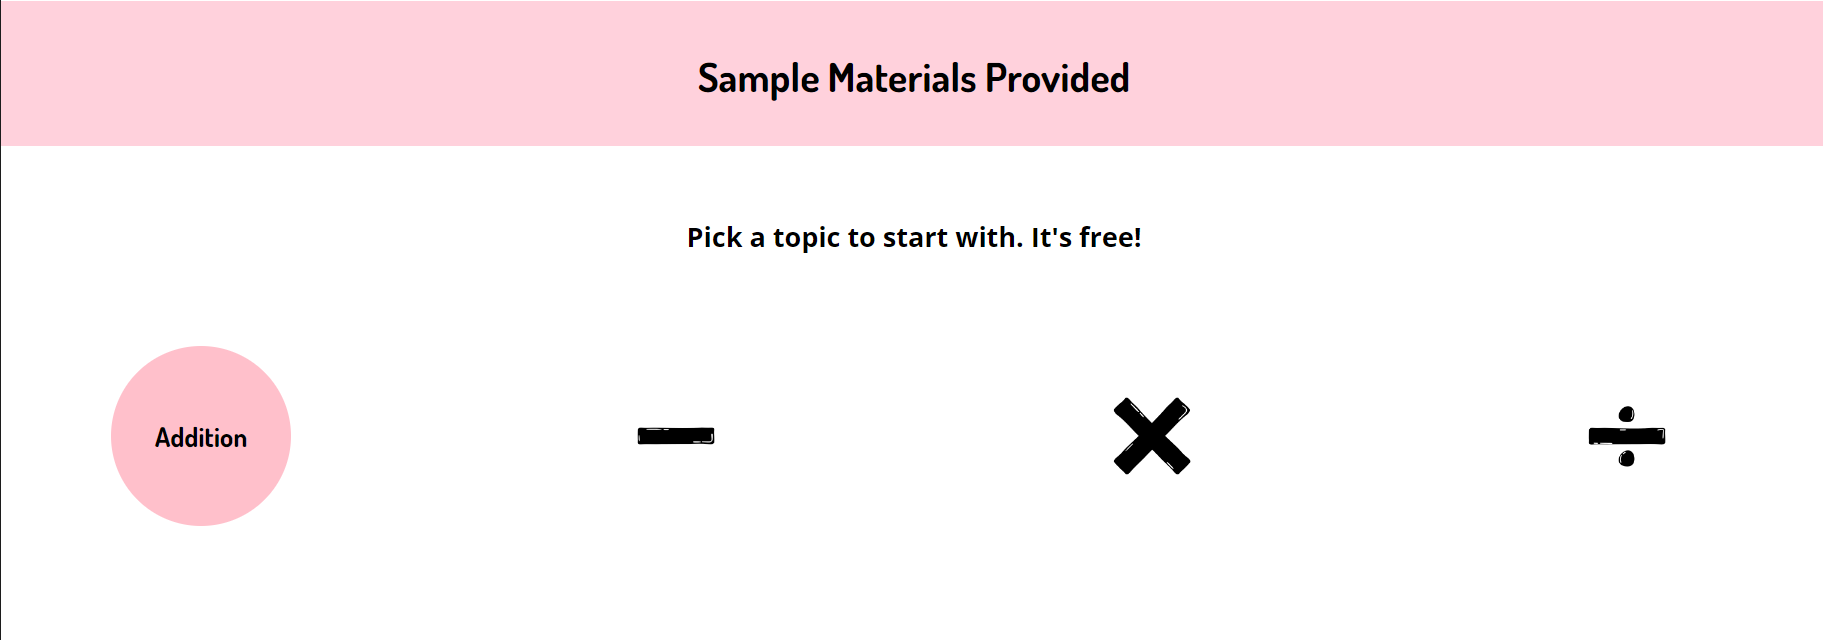 Sample Materials Provided
Pick a topic to start with. It's free!
Addition
− × ÷